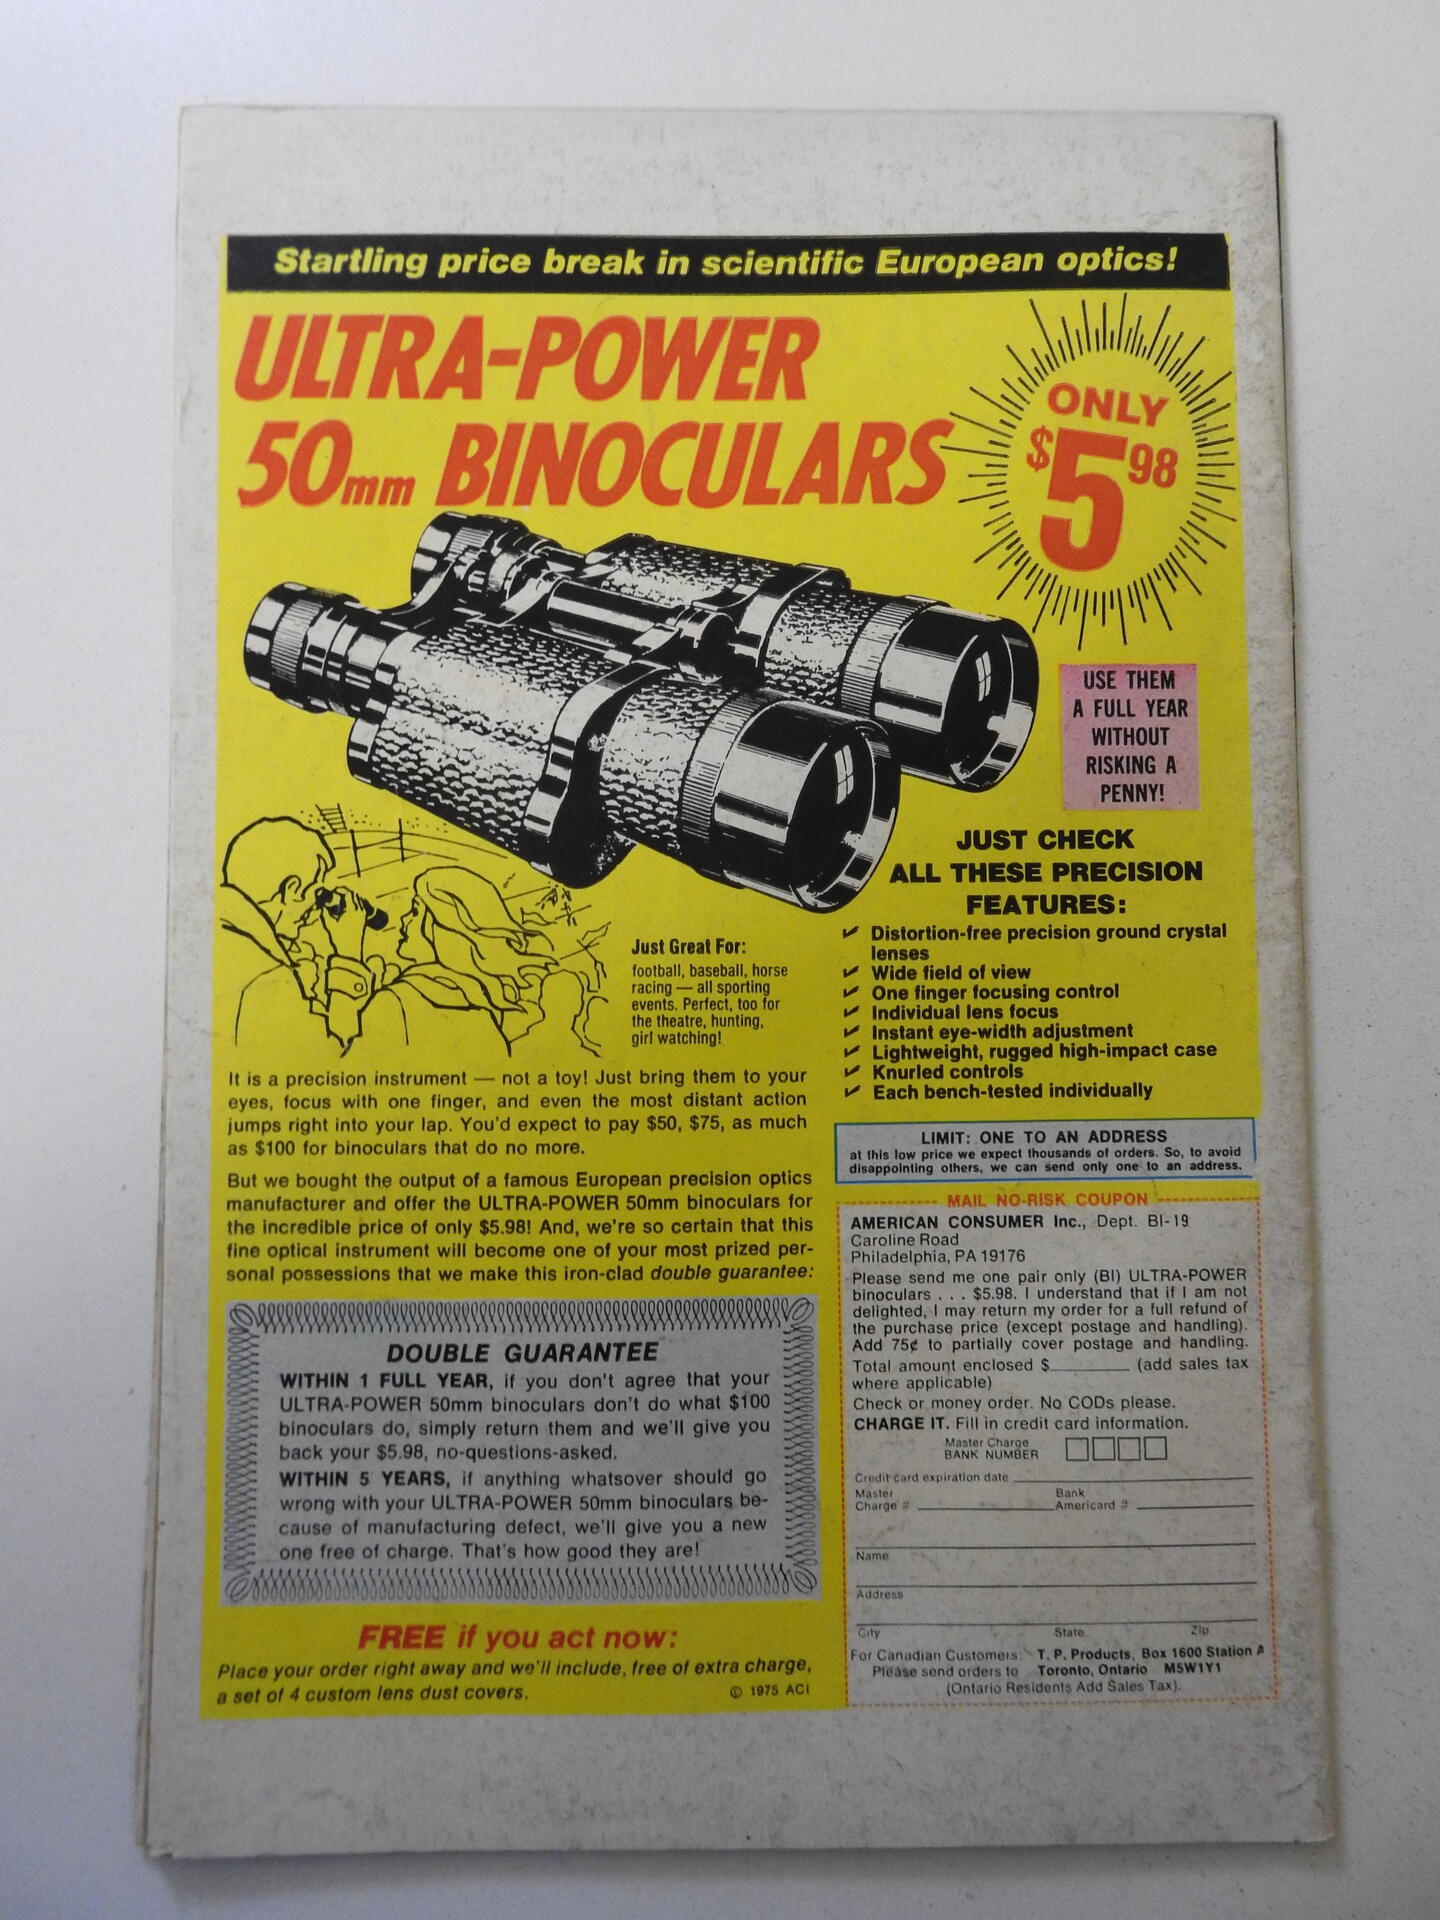 Startling price break in scientific European optics!
ULTRA-POWER
50mm BINOCULARS
ONLY
$5 98
USE THEM
A FULL YEAR
WITHOUT
RISKING A
PENNY!
JUST CHECK
ALL THESE PRECISION
FEATURES:
✓ Distortion-free precision ground crystal
lenses
✓ Wide field of view
✓ One finger focusing control
✓ Individual lens focus
✓ Instant eye-width adjustment
✓ Lightweight, rugged high-impact case
✓ Knurled controls
✓ Each bench-tested individually
Just Great For:
football, baseball, horse
racing — all sporting
events. Perfect, too for
the theatre, hunting,
girl watching!
It is a precision instrument — not a toy! Just bring them to your
eyes, focus with one finger, and even the most distant action
jumps right into your lap. You'd expect to pay $50, $75, as much
as $100 for binoculars that do no more.
But we bought the output of a famous European precision optics
manufacturer and offer the ULTRA-POWER 50mm binoculars for
the incredible price of only $5.98! And, we're so certain that this
fine optical instrument will become one of your most prized per-
sonal possessions that we make this iron-clad double guarantee:
DOUBLE GUARANTEE
WITHIN 1 FULL YEAR, if you don't agree that your
ULTRA-POWER 50mm binoculars don't do what $100
binoculars do, simply return them and we'll give you
back your $5.98, no-questions-asked.
WITHIN 5 YEARS, if anything whatsover should go
wrong with your ULTRA-POWER 50mm binoculars be-
cause of manufacturing defect, we'll give you a new
one free of charge. That's how good they are!
FREE if you act now:
Place your order right away and we'll include, free of extra charge,
a set of 4 custom lens dust covers.
© 1975 ACI
LIMIT: ONE TO AN ADDRESS
at this low price we expect thousands of orders. So, to avoid
disappointing others, we can send only one to an address.
MAIL NO-RISK COUPON
AMERICAN CONSUMER Inc., Dept. BI-19
Caroline Road
Philadelphia, PA 19176
Please send me one pair only (BI) ULTRA-POWER
binoculars . . . $5.98. I understand that if I am not
delighted, I may return my order for a full refund of
the purchase price (except postage and handling).
Add 75¢ to partially cover postage and handling.
Total amount enclosed $________ (add sales tax
where applicable)
Check or money order. No CODs please.
CHARGE IT. Fill in credit card information.
Master Charge
BANK NUMBER
Credit card expiration date
Master Bank
Charge # Americard #
Name
Address
City State Zip
For Canadian Customers: T. P. Products, Box 1600 Station A
Please send orders to Toronto, Ontario M5W1Y1
(Ontario Residents Add Sales Tax).